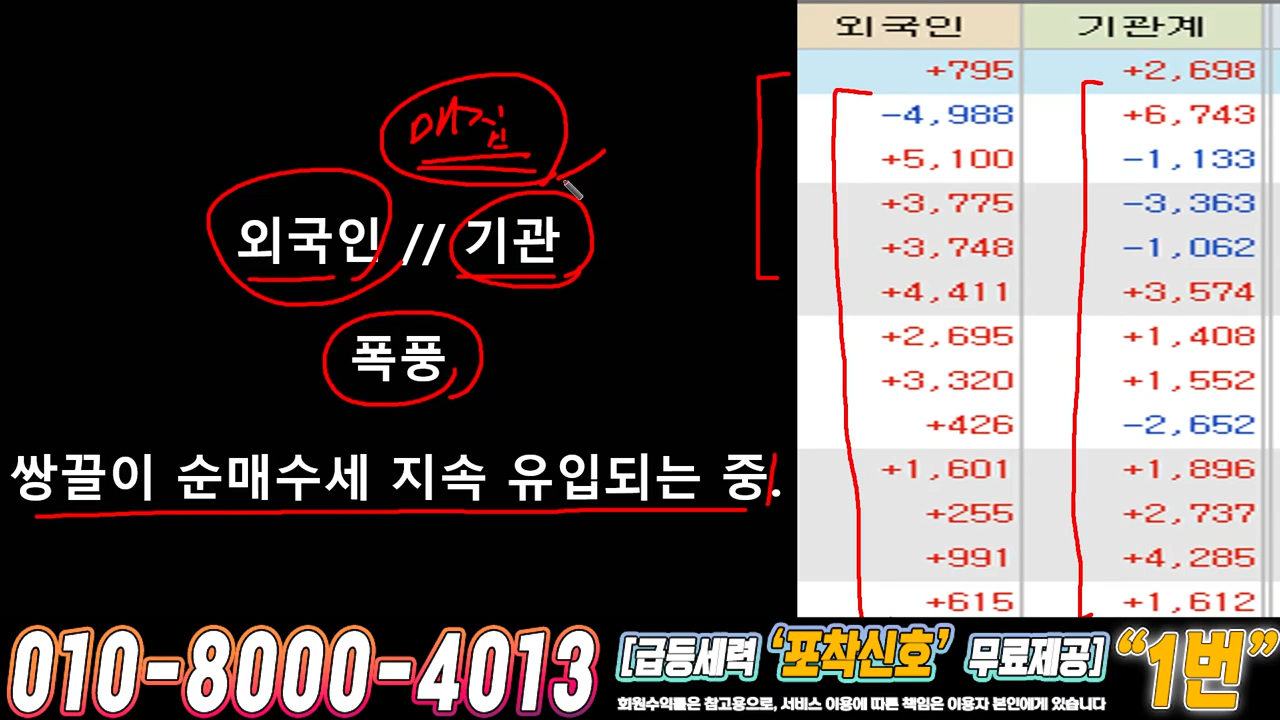 매집
외국인 // 기관
폭풍
쌍끌이 순매수세 지속 유입되는 중.
외국인 기관계
+795 +2,698
-4,988 +6,743
+5,100 -1,133
+3,775 -3,363
+3,748 -1,062
+4,411 +3,574
+2,695 +1,408
+3,320 +1,552
+426 -2,652
+1,601 +1,896
+255 +2,737
+991 +4,285
+615 +1,612
010-8000-4013 [급등세력 '포착신호' 무료제공] "1번"
회원수익률은 참고용으로, 서비스 이용에 따른 책임은 이용자 본인에게 있습니다